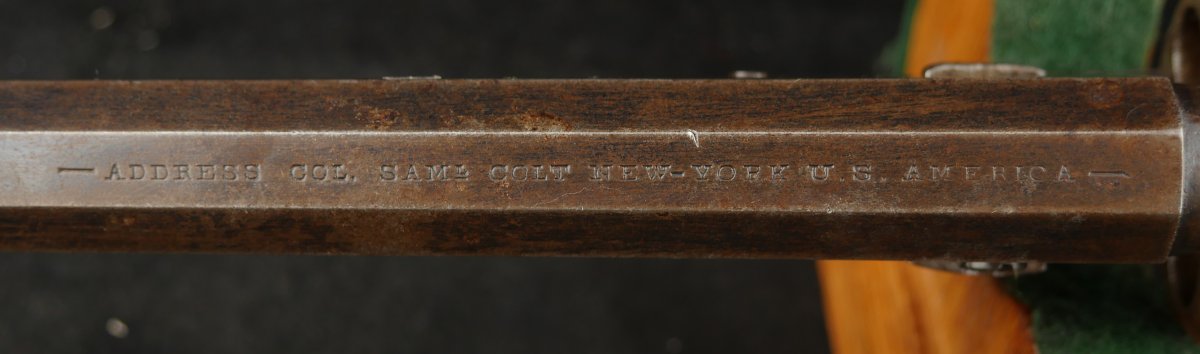 — ADDRESS COL. SAMˡ COLT NEW-YORK U.S. AMERICA —